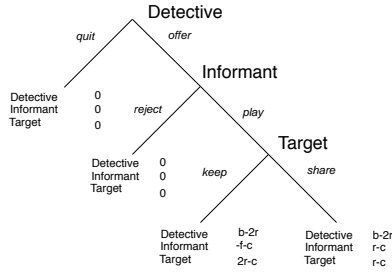 Detective
quit offer
Informant
Detective 0
Informant 0
Target 0
reject play
Target
Detective 0
Informant 0
Target 0
keep share
Detective b-2r
Informant -f-c
Target 2r-c
Detective b-2r
Informant r-c
Target r-c